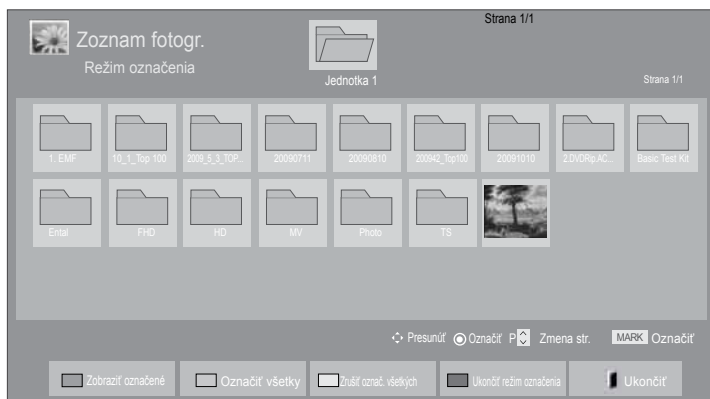 Strana 1/1
Zoznam fotogr.
Režim označenia
Jednotka 1
Strana 1/1
1. EMF
10_1_Top 100
2009_5_3_TOP...
20090711
20090810
200942_Top100
20091010
2.DVDRip.AC...
Basic Test Kit
Ental
FHD
HD
MV
Photo
TS
Presunúť Označiť P Zmena str. MARK Označiť
Zobraziť označené Označiť všetky Zrušiť označ. všetkých Ukončiť režim označenia Ukončiť